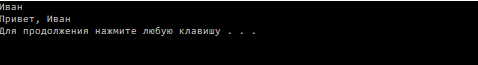 Иван
Привет, Иван
Для продолжения нажмите любую клавишу . . .